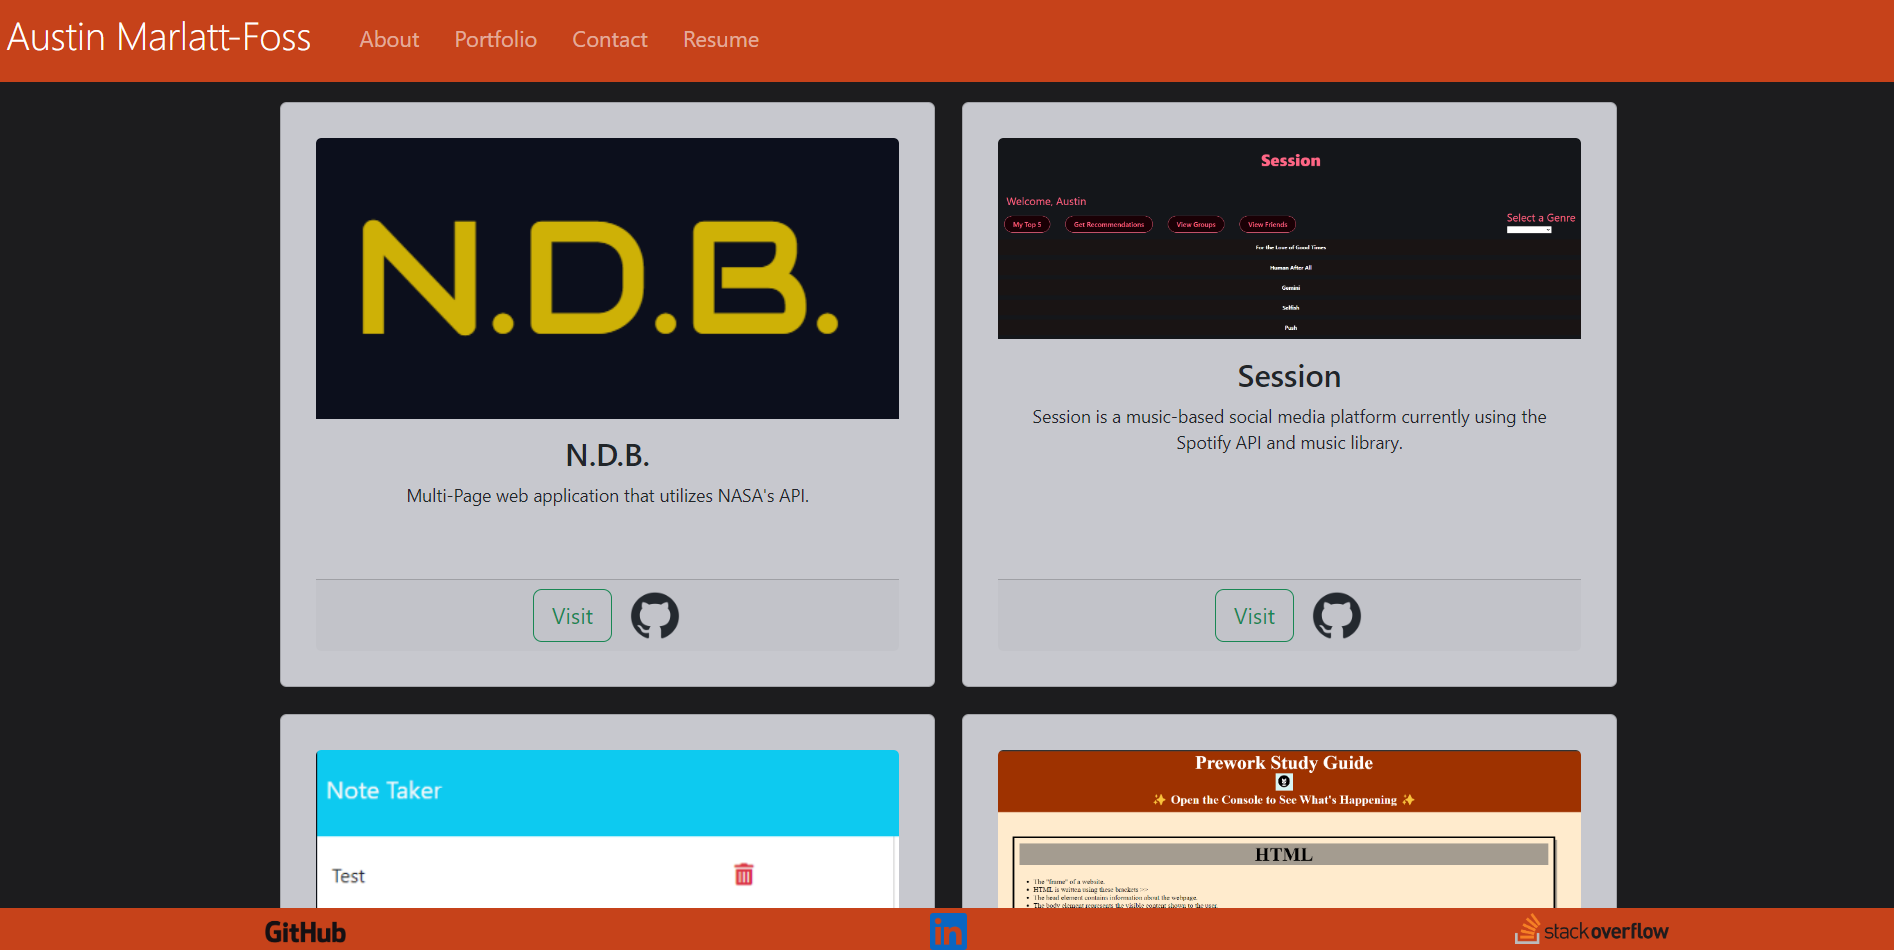 Austin Marlatt-Foss About Portfolio Contact Resume
N.D.B.
N.D.B.
Multi-Page web application that utilizes NASA's API.
Visit
Session
Welcome, Austin
My Top 5 Get Recommendations View Groups View Friends
Select a Genre
For the Love of Good Times
Human After All
Gemini
Selfish
Push
Session
Session is a music-based social media platform currently using the
Spotify API and music library.
Visit
Note Taker
Test
Prework Study Guide
✨ Open the Console to See What's Happening ✨
HTML
• The "frame" of a website.
• HTML is written using these brackets >>
• The head element contains information about the webpage.
• The body element represents the visible content shown to the user.
GitHub
in
stackoverflow